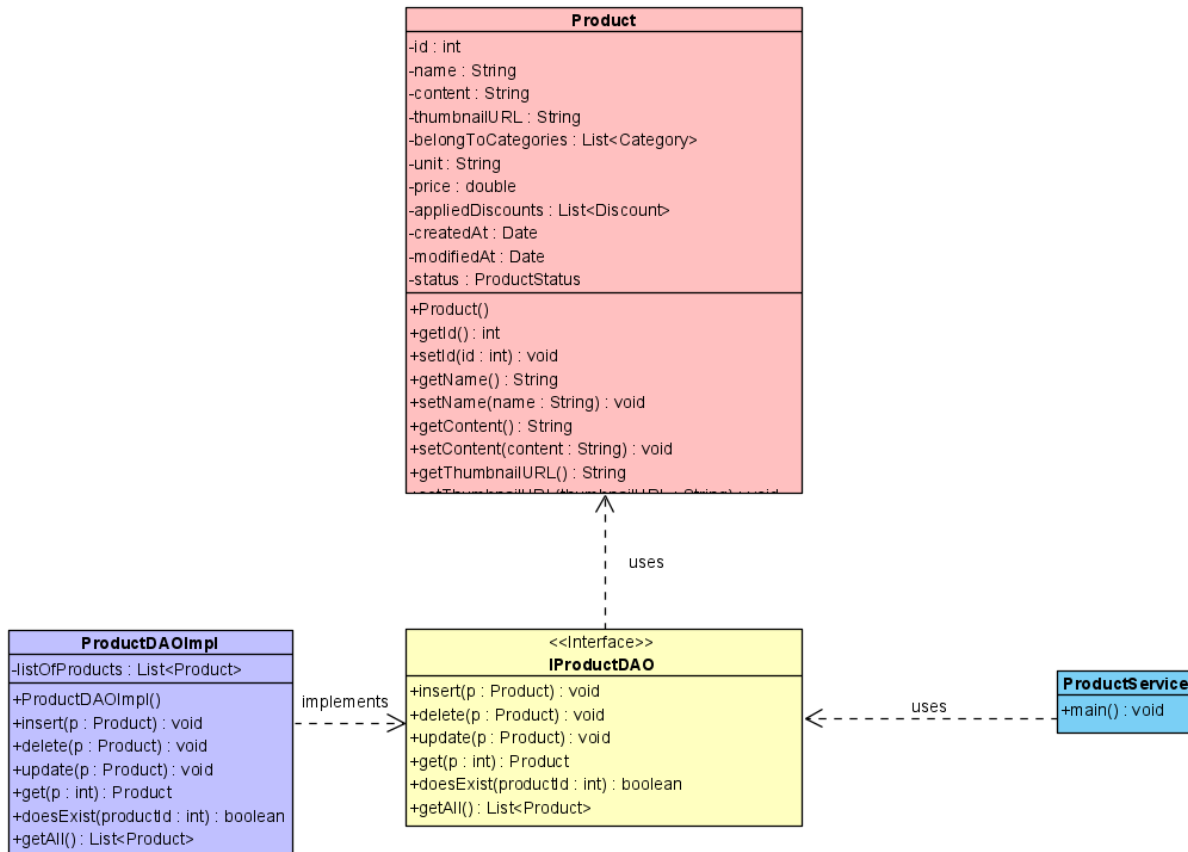 Product
-id : int
-name : String
-content : String
-thumbnailURL : String
-belongToCategories : List<Category>
-unit : String
-price : double
-appliedDiscounts : List<Discount>
-createdAt : Date
-modifiedAt : Date
-status : ProductStatus
+Product()
+getId() : int
+setId(id : int) : void
+getName() : String
+setName(name : String) : void
+getContent() : String
+setContent(content : String) : void
+getThumbnailURL() : String
+setThumbnailURL(thumbnailURL : String) : void
uses
ProductDAOImpl
-listOfProducts : List<Product>
+ProductDAOImpl()
+insert(p : Product) : void
+delete(p : Product) : void
+update(p : Product) : void
+get(p : int) : Product
+doesExist(productId : int) : boolean
+getAll() : List<Product>
implements
<<Interface>>
IProductDAO
+insert(p : Product) : void
+delete(p : Product) : void
+update(p : Product) : void
+get(p : int) : Product
+doesExist(productId : int) : boolean
+getAll() : List<Product>
uses
ProductService
+main() : void